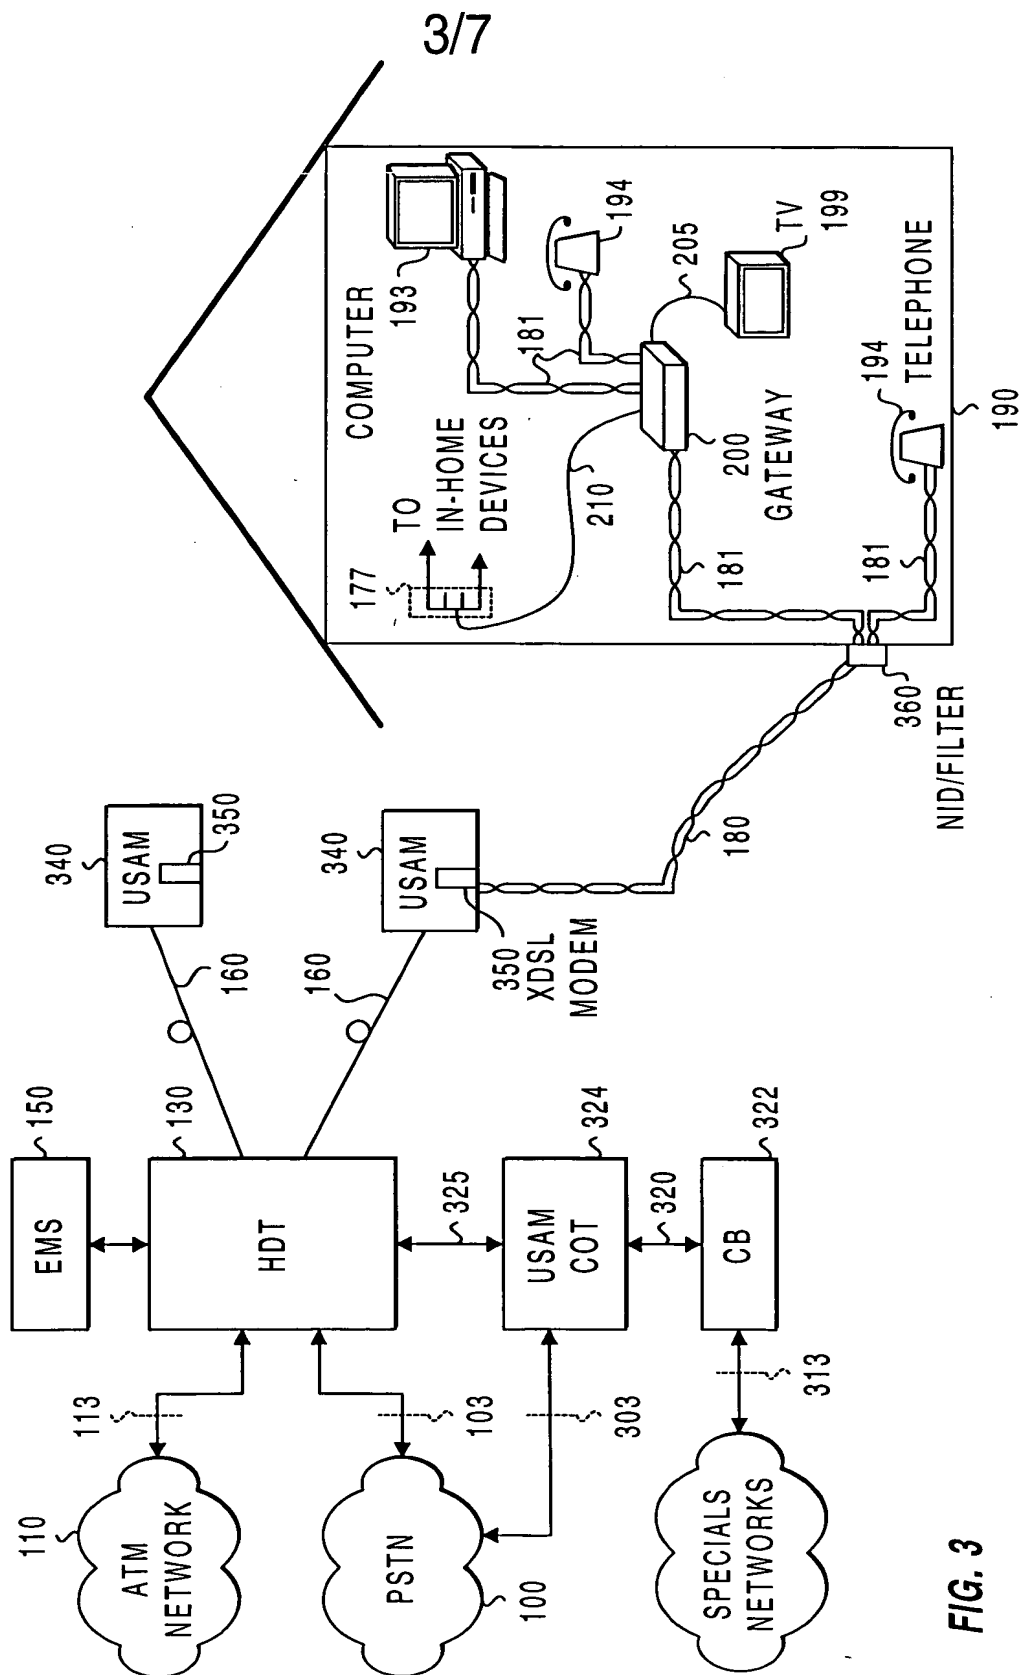 3/7
110
ATM
NETWORK
113
EMS
150
HDT
130
PSTN
100
103
303
325
USAM
COT
324
320
CB
322
SPECIALS
NETWORKS
313
160
160
340
USAM
350
340
USAM
350
XDSL
MODEM
180
NID/FILTER
360
177
TO
IN-HOME
DEVICES
COMPUTER
193
210
181
194
205
TV
199
200
GATEWAY
181
181
194
TELEPHONE
190
FIG. 3